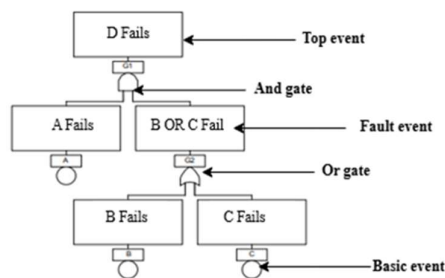 D Fails
Top event
G1
And gate
A Fails
B OR C Fail
Fault event
A
G2
Or gate
B Fails
C Fails
B
C
Basic event